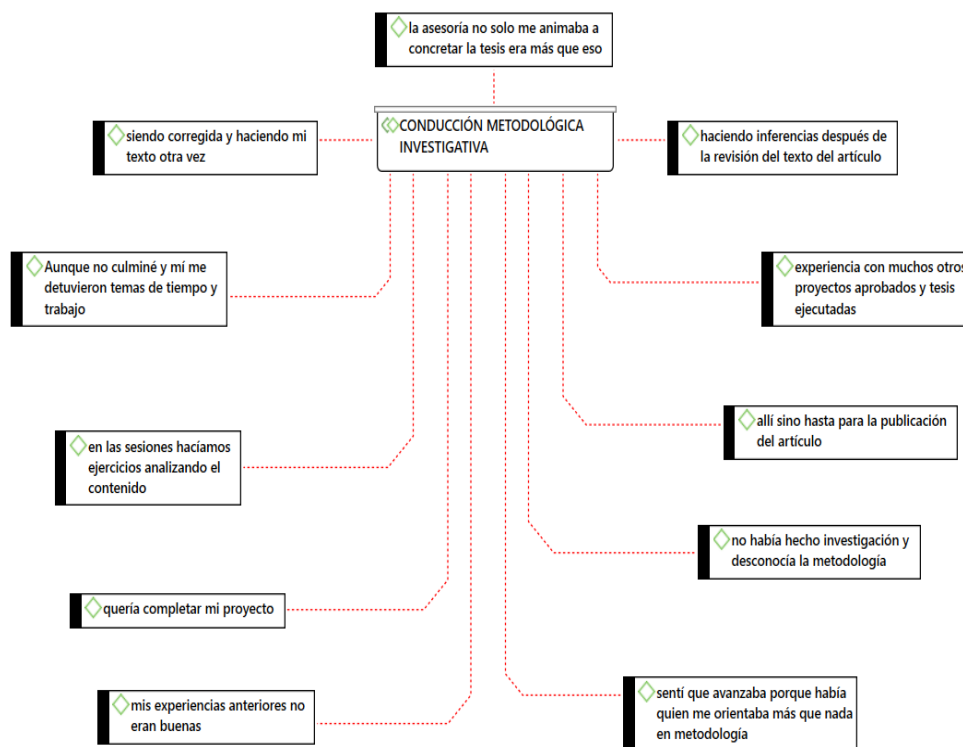 la asesoría no solo me animaba a
concretar la tesis era más que eso
siendo corregida y haciendo mi
texto otra vez
CONDUCCIÓN METODOLÓGICA
INVESTIGATIVA
haciendo inferencias después de
la revisión del texto del artículo
Aunque no culminé y mí me
detuvieron temas de tiempo y
trabajo
experiencia con muchos otros
proyectos aprobados y tesis
ejecutadas
en las sesiones hacíamos
ejercicios analizando el
contenido
allí sino hasta para la publicación
del artículo
no había hecho investigación y
desconocía la metodología
quería completar mi proyecto
mis experiencias anteriores no
eran buenas
sentí que avanzaba porque había
quien me orientaba más que nada
en metodología